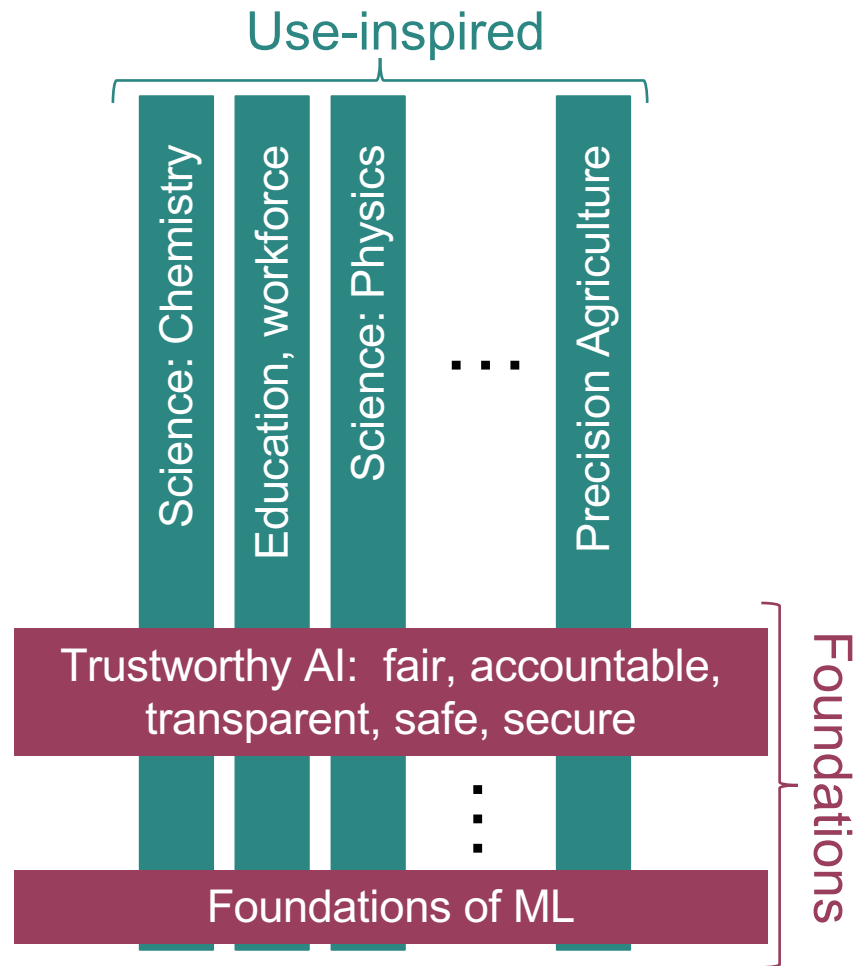 Use-inspired
Science: Chemistry
Education, workforce
Science: Physics
...
Precision Agriculture
Trustworthy AI: fair, accountable,
transparent, safe, secure
...
Foundations of ML
Foundations